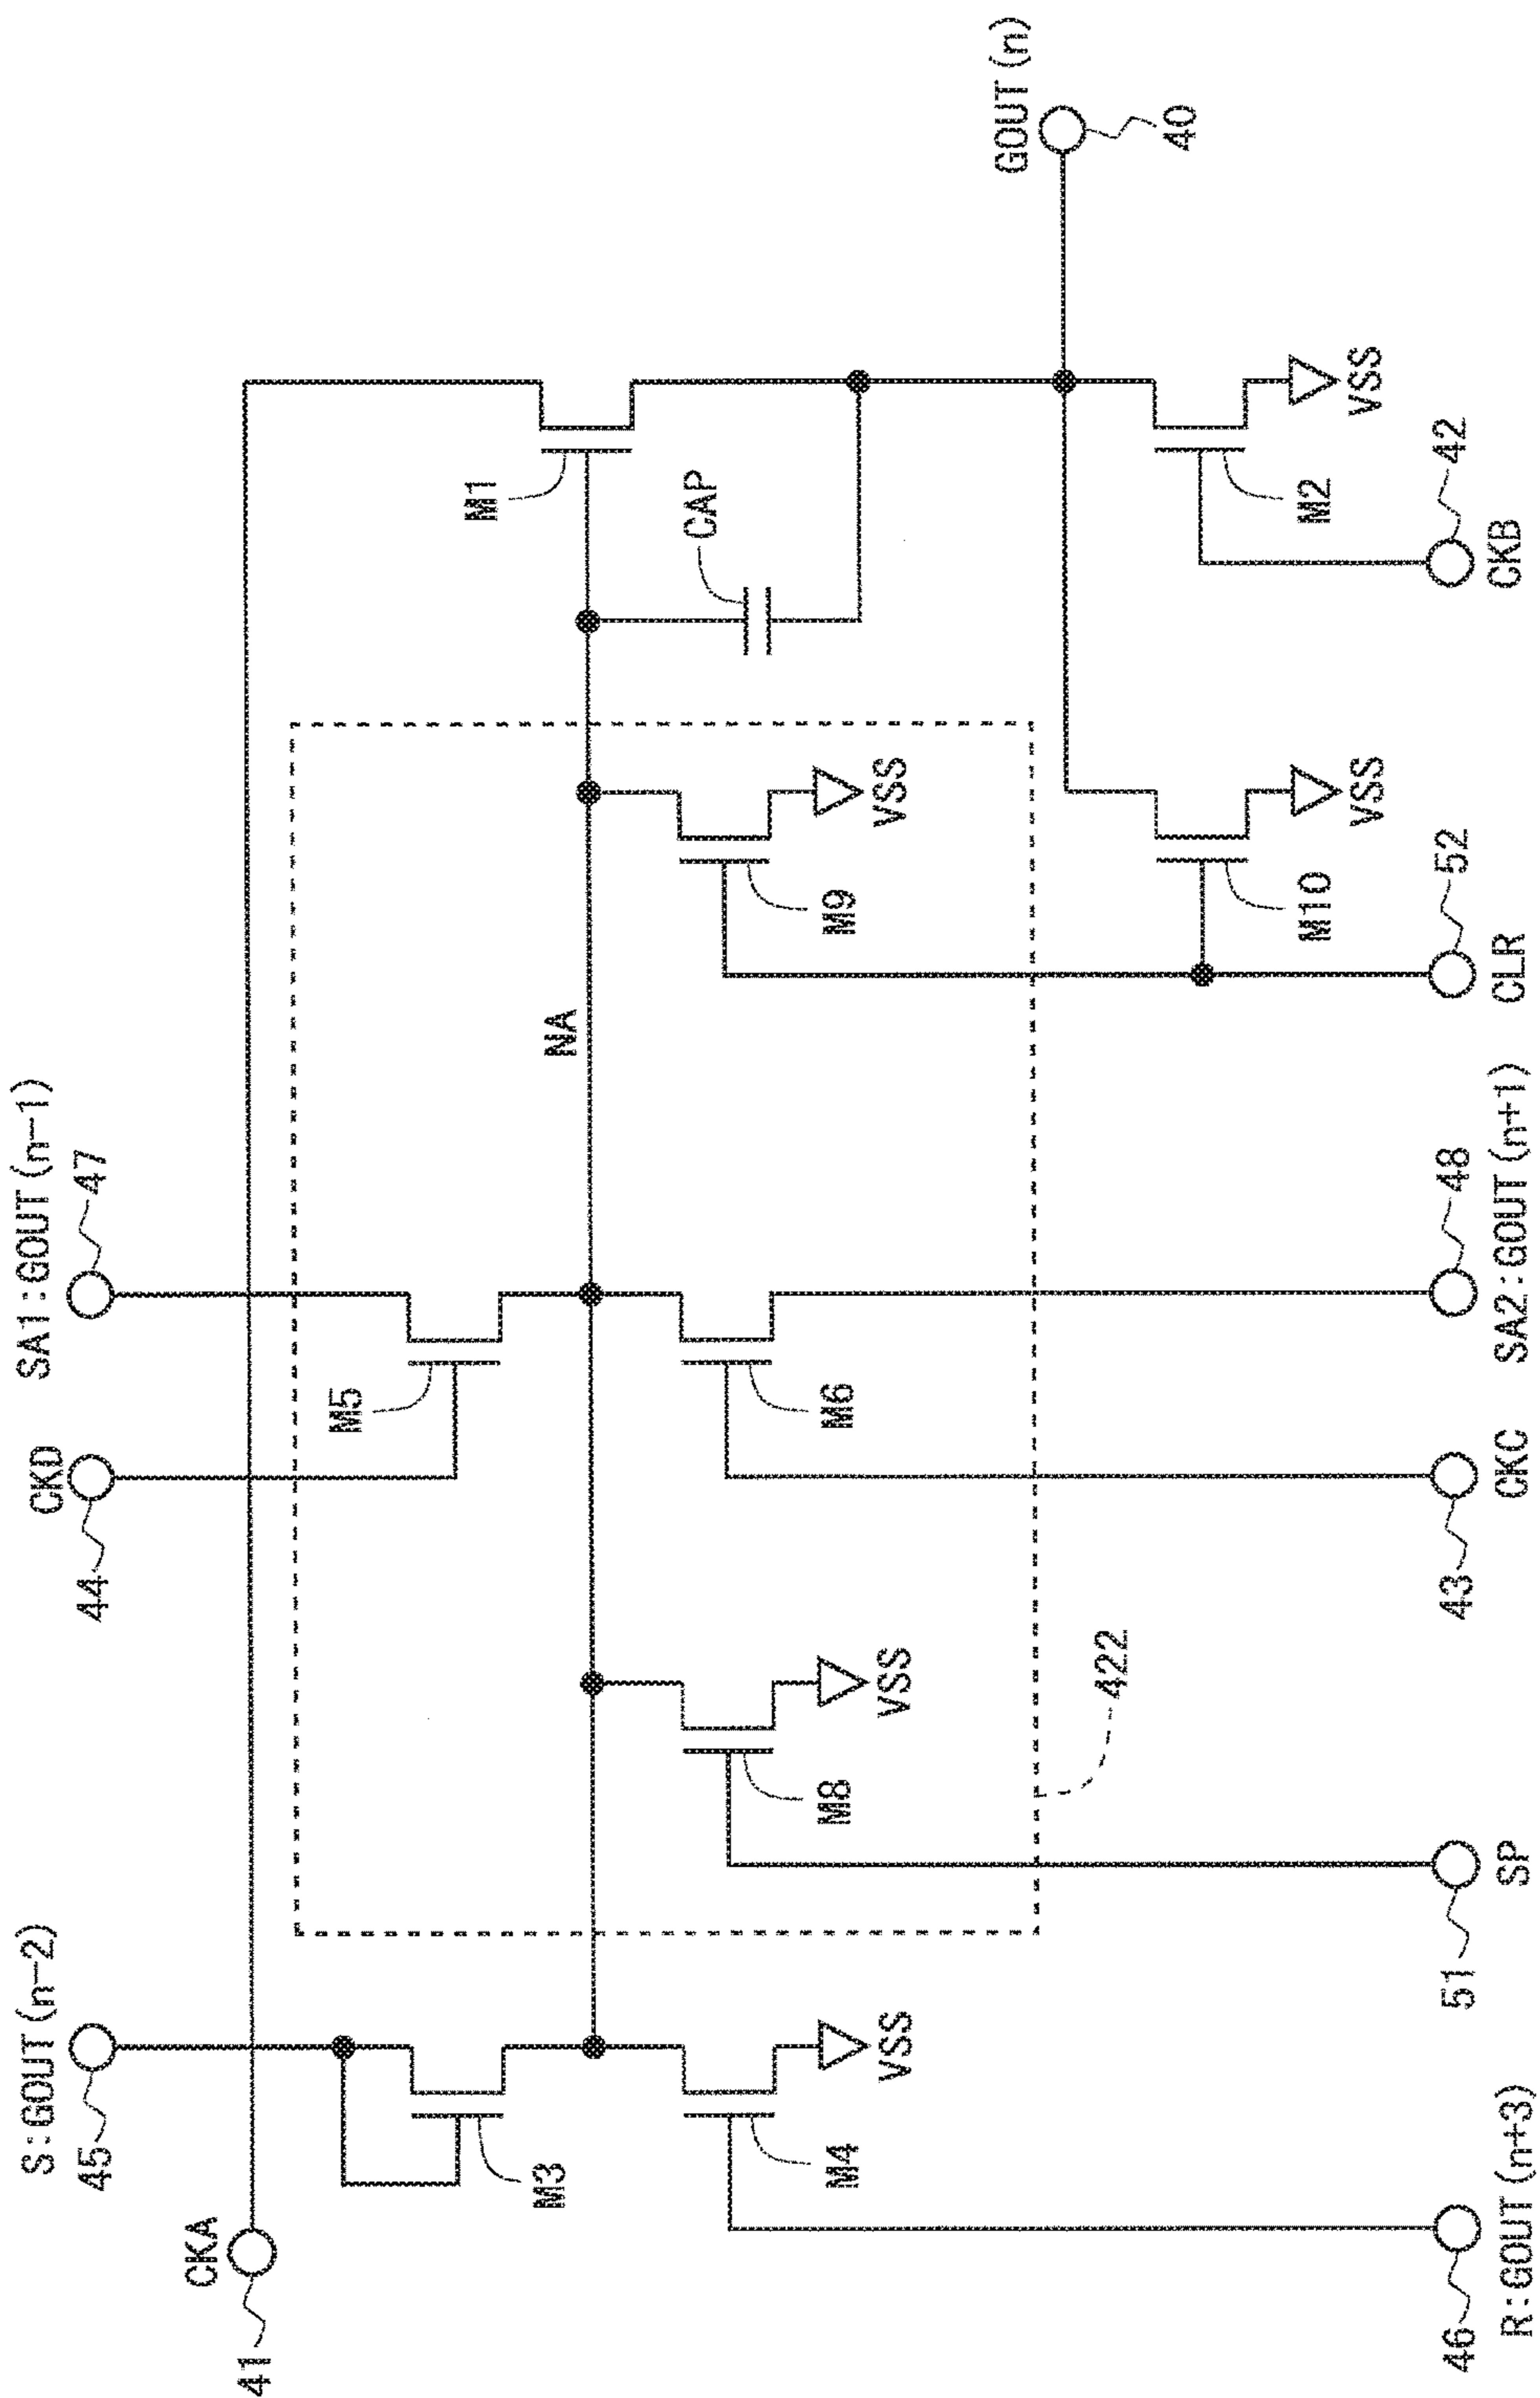 S:GOUT(n-2)
45
CKA
41
CKD
44
SA1:GOUT(n-1)
47
M3
M5
NA
M1
CAP
GOUT(n)
40
M4
VSS
M8
VSS
M6
M9
VSS
422
M10
VSS
M2
VSS
46
R:GOUT(n+3)
51
SP
43
CKC
48
SA2:GOUT(n+1)
52
CLR
42
CKB